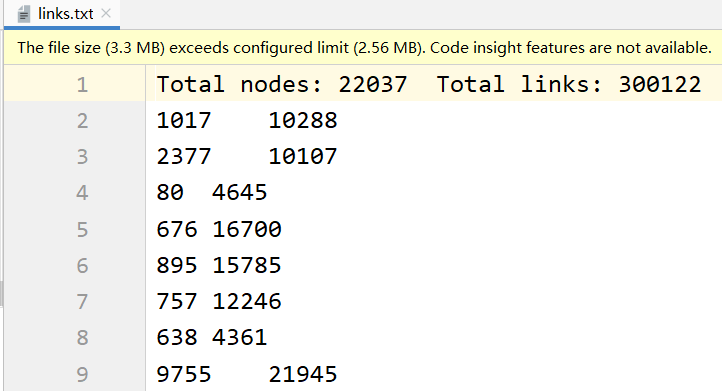 links.txt
The file size (3.3 MB) exceeds configured limit (2.56 MB). Code insight features are not available.
1 Total nodes: 22037 Total links: 300122
2 1017 10288
3 2377 10107
4 80 4645
5 676 16700
6 895 15785
7 757 12246
8 638 4361
9 9755 21945